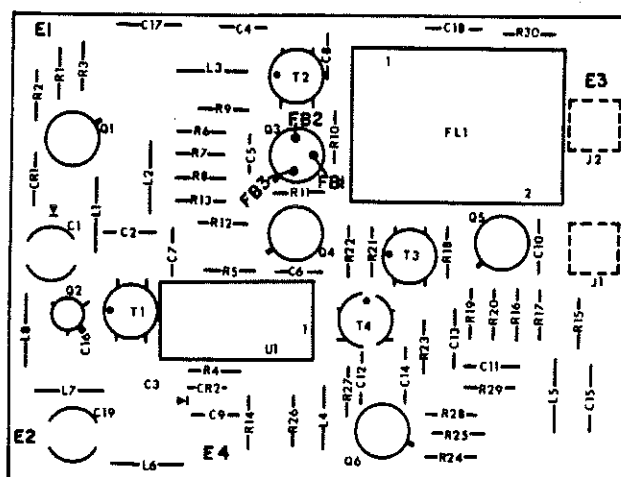 E1
C17
C4
C18
R30
R2
R1
R3
L3
T2
C8
1
E3
R9
FB2
Q3
Q1
R6
R10
FL1
J2
R7
C5
CR1
L2
R8
FB3
FB1
R11
R13
2
L1
C1
C2
R12
Q4
Q5
C7
R22
R21
T3
R18
C10
R5
C6
J1
Q2
T1
T4
R19
R20
R16
R17
R15
L8
C16
U1
1
R23
C13
R4
C11
C3
CR2
R27
C12
C14
R29
L7
L5
C15
C19
C9
R14
R26
L4
R28
R25
E2
E4
L6
Q6
R24